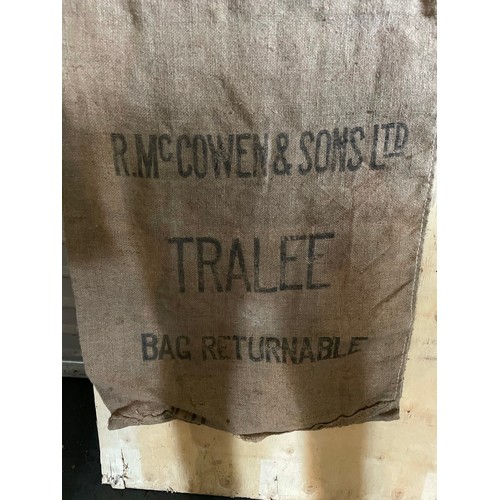 R. McCOWEN & SONS LTD
TRALEE
BAG RETURNABLE